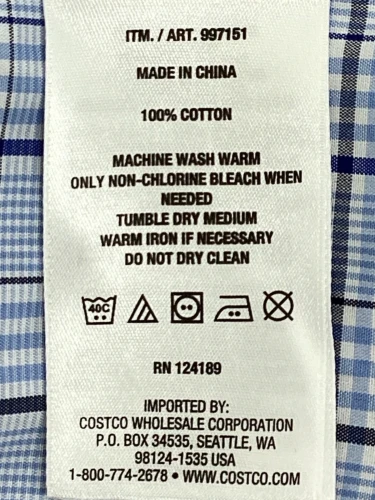 ITM. / ART. 997151
MADE IN CHINA
100% COTTON
MACHINE WASH WARM
ONLY NON-CHLORINE BLEACH WHEN
NEEDED
TUMBLE DRY MEDIUM
WARM IRON IF NECESSARY
DO NOT DRY CLEAN
40C
RN 124189
IMPORTED BY:
COSTCO WHOLESALE CORPORATION
P.O. BOX 34535, SEATTLE, WA
98124-1535 USA
1-800-774-2678 • WWW.COSTCO.COM